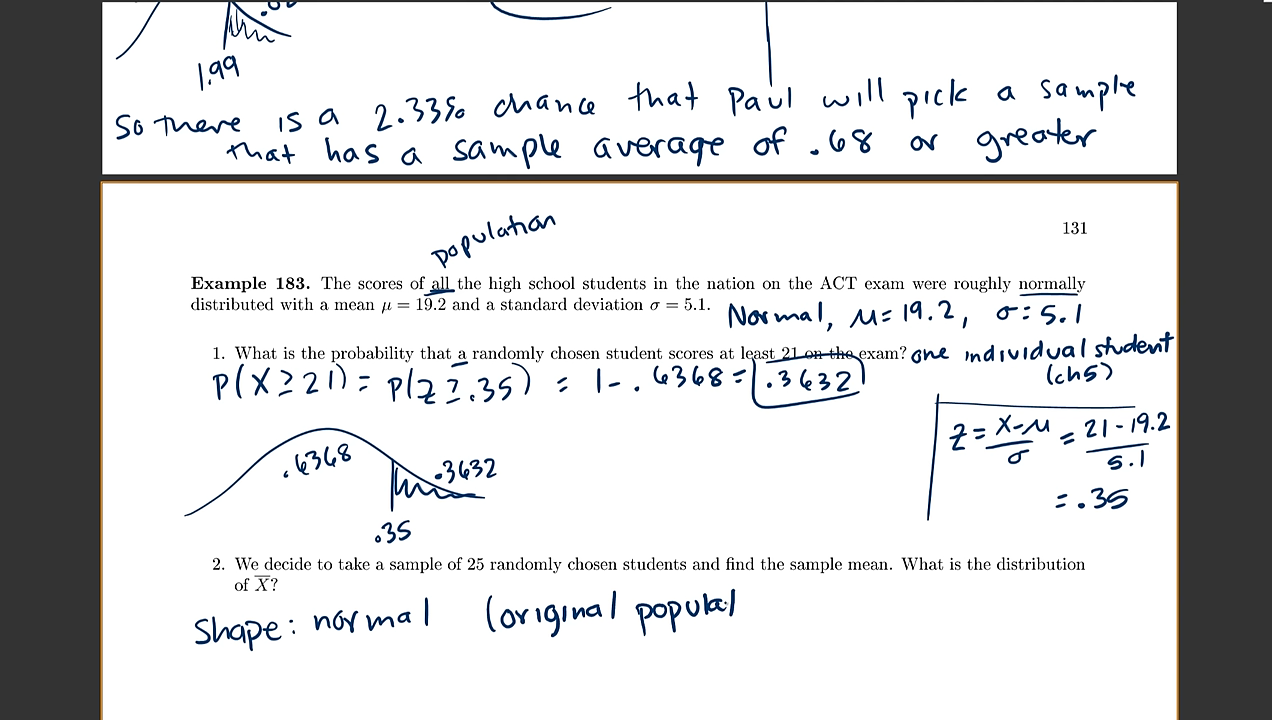 1.99
So there is a 2.33% chance that Paul will pick a sample
that has a sample average of .68 or greater
131
population
Example 183. The scores of all the high school students in the nation on the ACT exam were roughly normally
distributed with a mean μ = 19.2 and a standard deviation σ = 5.1.
Normal, μ = 19.2, σ = 5.1
1. What is the probability that a randomly chosen student scores at least 21 on the exam?
one individual student
(ch5)
P(X ≥ 21) = P(Z ≥ .35) = 1 - .6368 = .3632
Z = X-μ/σ = 21-19.2/5.1
= .35
.6368
.3632
.35
2. We decide to take a sample of 25 randomly chosen students and find the sample mean. What is the distribution
of X̅?
Shape: normal (original populat